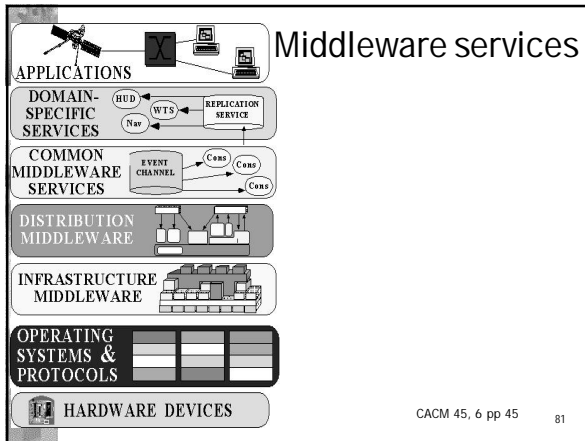 Middleware services
APPLICATIONS
DOMAIN-
SPECIFIC
SERVICES
HUD
WTS
Nav
REPLICATION
SERVICE
COMMON
MIDDLEWARE
SERVICES
EVENT
CHANNEL
Cons
Cons
Cons
DISTRIBUTION
MIDDLEWARE
INFRASTRUCTURE
MIDDLEWARE
OPERATING
SYSTEMS &
PROTOCOLS
HARDWARE DEVICES
CACM 45, 6 pp 45
81